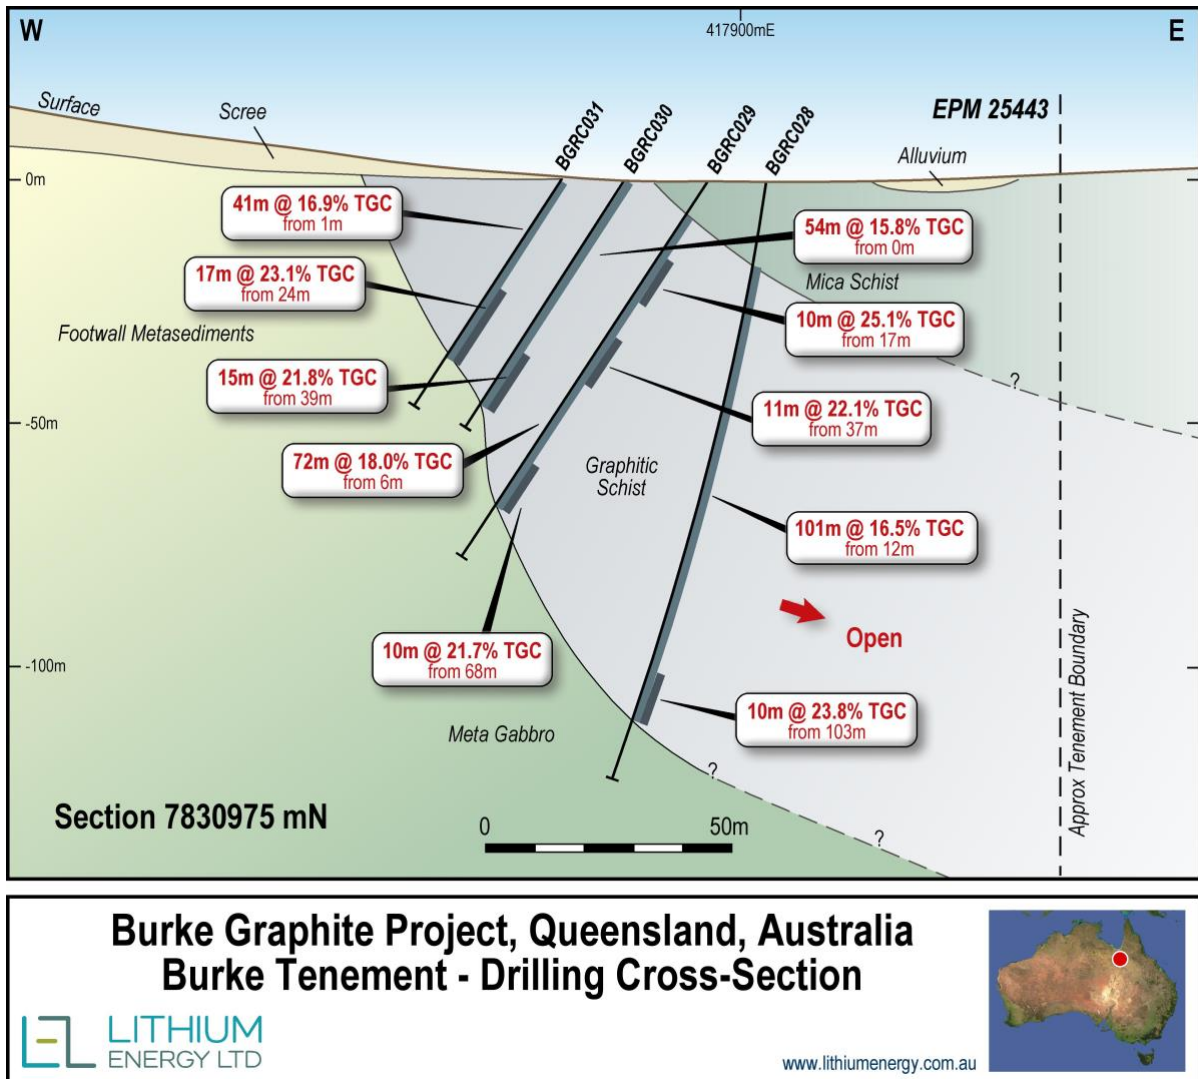 W
417900mE
E
Surface
Scree
BGRC031
BGRC030
BGRC029
BGRC028
EPM 25443
Alluvium
0m
41m @ 16.9% TGC
from 1m
54m @ 15.8% TGC
from 0m
17m @ 23.1% TGC
from 24m
Mica Schist
Footwall Metasediments
10m @ 25.1% TGC
from 17m
15m @ 21.8% TGC
from 39m
?
-50m
11m @ 22.1% TGC
from 37m
72m @ 18.0% TGC
from 6m
Graphitic
Schist
101m @ 16.5% TGC
from 12m
Open
10m @ 21.7% TGC
from 68m
-100m
Approx Tenement Boundary
10m @ 23.8% TGC
from 103m
Meta Gabbro
?
Section 7830975 mN
0
50m
?
Burke Graphite Project, Queensland, Australia
Burke Tenement - Drilling Cross-Section
LITHIUM
ENERGY LTD
www.lithiumenergy.com.au